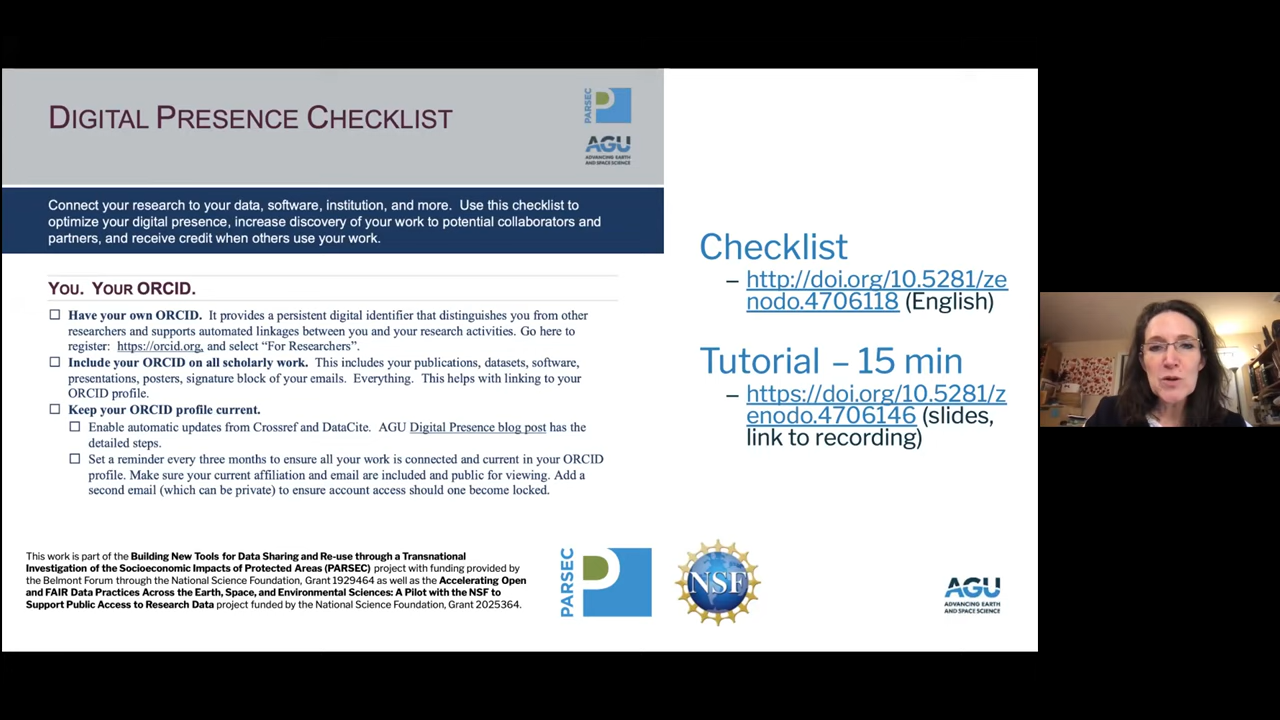 DIGITAL PRESENCE CHECKLIST
PARSEC
P
AGU
ADVANCING EARTH
AND SPACE SCIENCE
Connect your research to your data, software, institution, and more. Use this checklist to
optimize your digital presence, increase discovery of your work to potential collaborators and
partners, and receive credit when others use your work.
YOU. YOUR ORCID.
Have your own ORCID. It provides a persistent digital identifier that distinguishes you from other
researchers and supports automated linkages between you and your research activities. Go here to
register: https://orcid.org, and select “For Researchers”.
Include your ORCID on all scholarly work. This includes your publications, datasets, software,
presentations, posters, signature block of your emails. Everything. This helps with linking to your
ORCID profile.
Keep your ORCID profile current.
Enable automatic updates from Crossref and DataCite. AGU Digital Presence blog post has the
detailed steps.
Set a reminder every three months to ensure all your work is connected and current in your ORCID
profile. Make sure your current affiliation and email are included and public for viewing. Add a
second email (which can be private) to ensure account access should one become locked.
Checklist
– http://doi.org/10.5281/ze
nodo.4706118 (English)
Tutorial – 15 min
– https://doi.org/10.5281/z
enodo.4706146 (slides,
link to recording)
This work is part of the Building New Tools for Data Sharing and Re-use through a Transnational
Investigation of the Socioeconomic Impacts of Protected Areas (PARSEC) project with funding provided by
the Belmont Forum through the National Science Foundation, Grant 1929464 as well as the Accelerating Open
and FAIR Data Practices Across the Earth, Space, and Environmental Sciences: A Pilot with the NSF to
Support Public Access to Research Data project funded by the National Science Foundation, Grant 2025364.
PARSEC
P
NSF
AGU
ADVANCING EARTH
AND SPACE SCIENCE